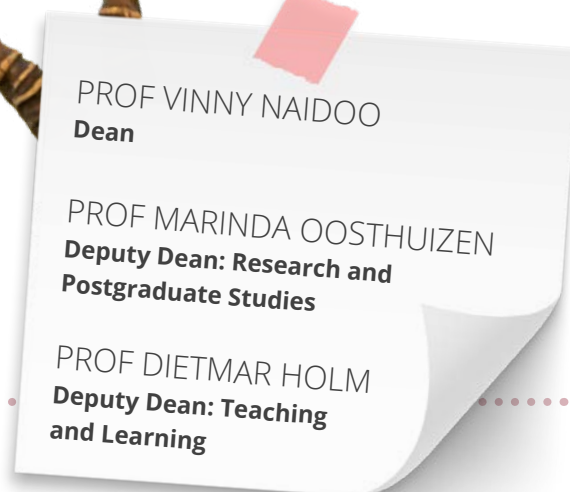 PROF VINNY NAIDOO
Dean
PROF MARINDA OOSTHUIZEN
Deputy Dean: Research and
Postgraduate Studies
PROF DIETMAR HOLM
Deputy Dean: Teaching
and Learning